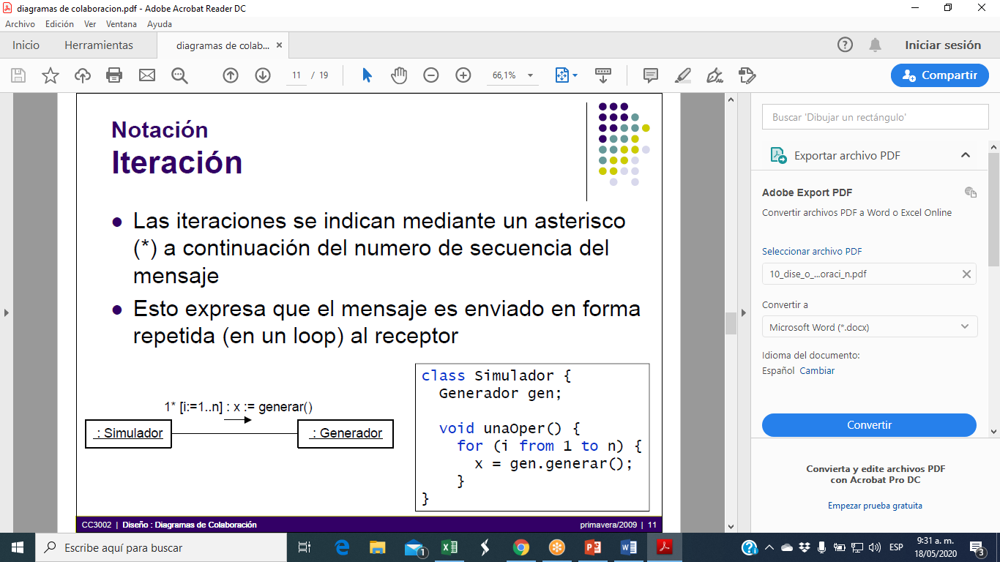 diagramas de colaboracion.pdf - Adobe Acrobat Reader DC
Archivo Edición Ver Ventana Ayuda
Inicio Herramientas diagramas de colab... Iniciar sesión
11 / 19 66,1% Compartir
Notación
Iteración
Las iteraciones se indican mediante un asterisco
(*) a continuación del numero de secuencia del
mensaje
Esto expresa que el mensaje es enviado en forma
repetida (en un loop) al receptor
1* [i:=1..n] : x := generar()
: Simulador : Generador
class Simulador {
Generador gen;
void unaOper() {
for (i from 1 to n) {
x = gen.generar();
}
}
CC3002 | Diseño : Diagramas de Colaboración primavera/2009 | 11
Buscar 'Dibujar un rectángulo'
Exportar archivo PDF
Adobe Export PDF
Convertir archivos PDF a Word o Excel Online
Seleccionar archivo PDF
10_dise_o_...oraci_n.pdf
Convertir a
Microsoft Word (*.docx)
Idioma del documento:
Español Cambiar
Convertir
Convierta y edite archivos PDF
con Acrobat Pro DC
Empezar prueba gratuita
Escribe aquí para buscar
1
ESP
9:31 a. m.
18/05/2020
3